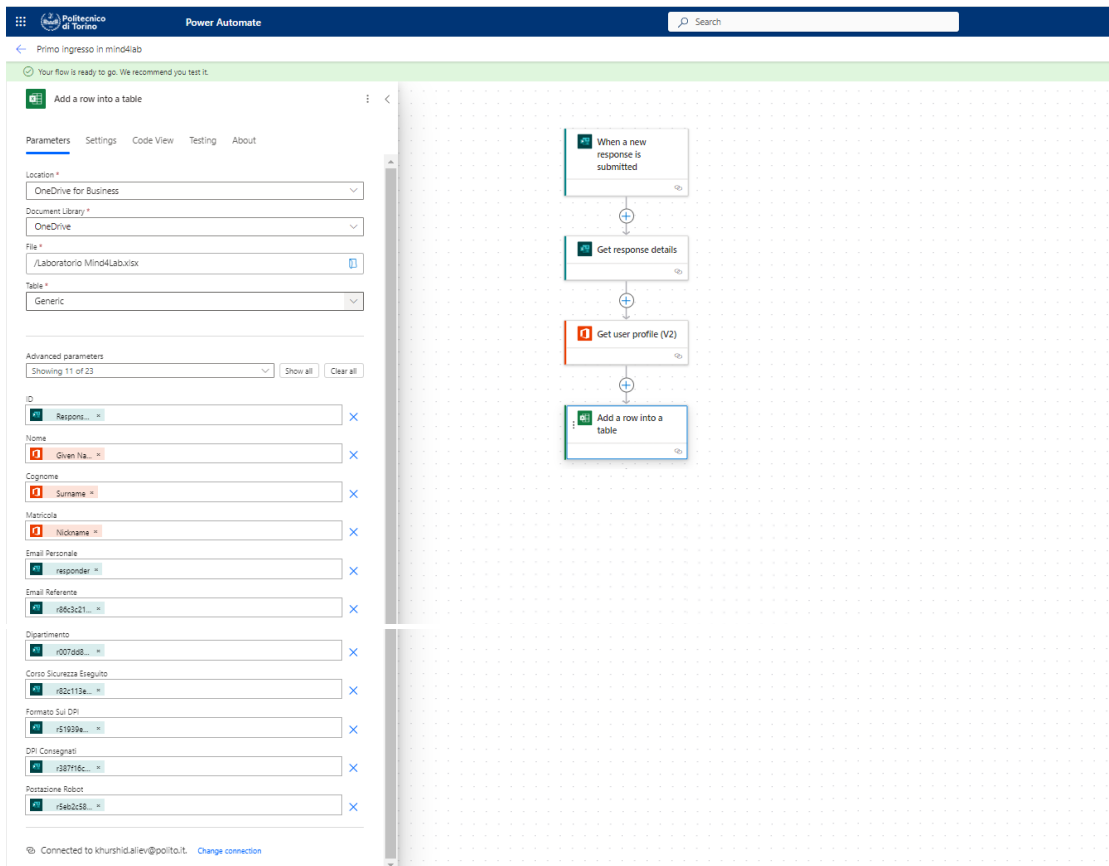 Politecnico
di Torino
Power Automate
Search
Primo ingresso in mind4lab
Your flow is ready to go. We recommend you test it.
Add a row into a table
Parameters Settings Code View Testing About
Location *
OneDrive for Business
Document Library *
OneDrive
File *
/Laboratorio Mind4Lab.xlsx
Table *
Generic
Advanced parameters
Showing 11 of 23
Show all
Clear all
ID
Respons... ×
Nome
Given Na... ×
Cognome
Surname ×
Matricola
Nickname ×
Email Personale
responder ×
Email Referente
r86c3c21... ×
Dipartimento
r007dd8... ×
Corso Sicurezza Eseguito
r82c113e... ×
Formato Sui DPI
r51939e... ×
DPI Consegnati
r387f16c... ×
Postazione Robot
r5eb2c58... ×
Connected to khurshid.aliev@polito.it. Change connection
When a new
response is
submitted
Get response details
Get user profile (V2)
Add a row into a
table